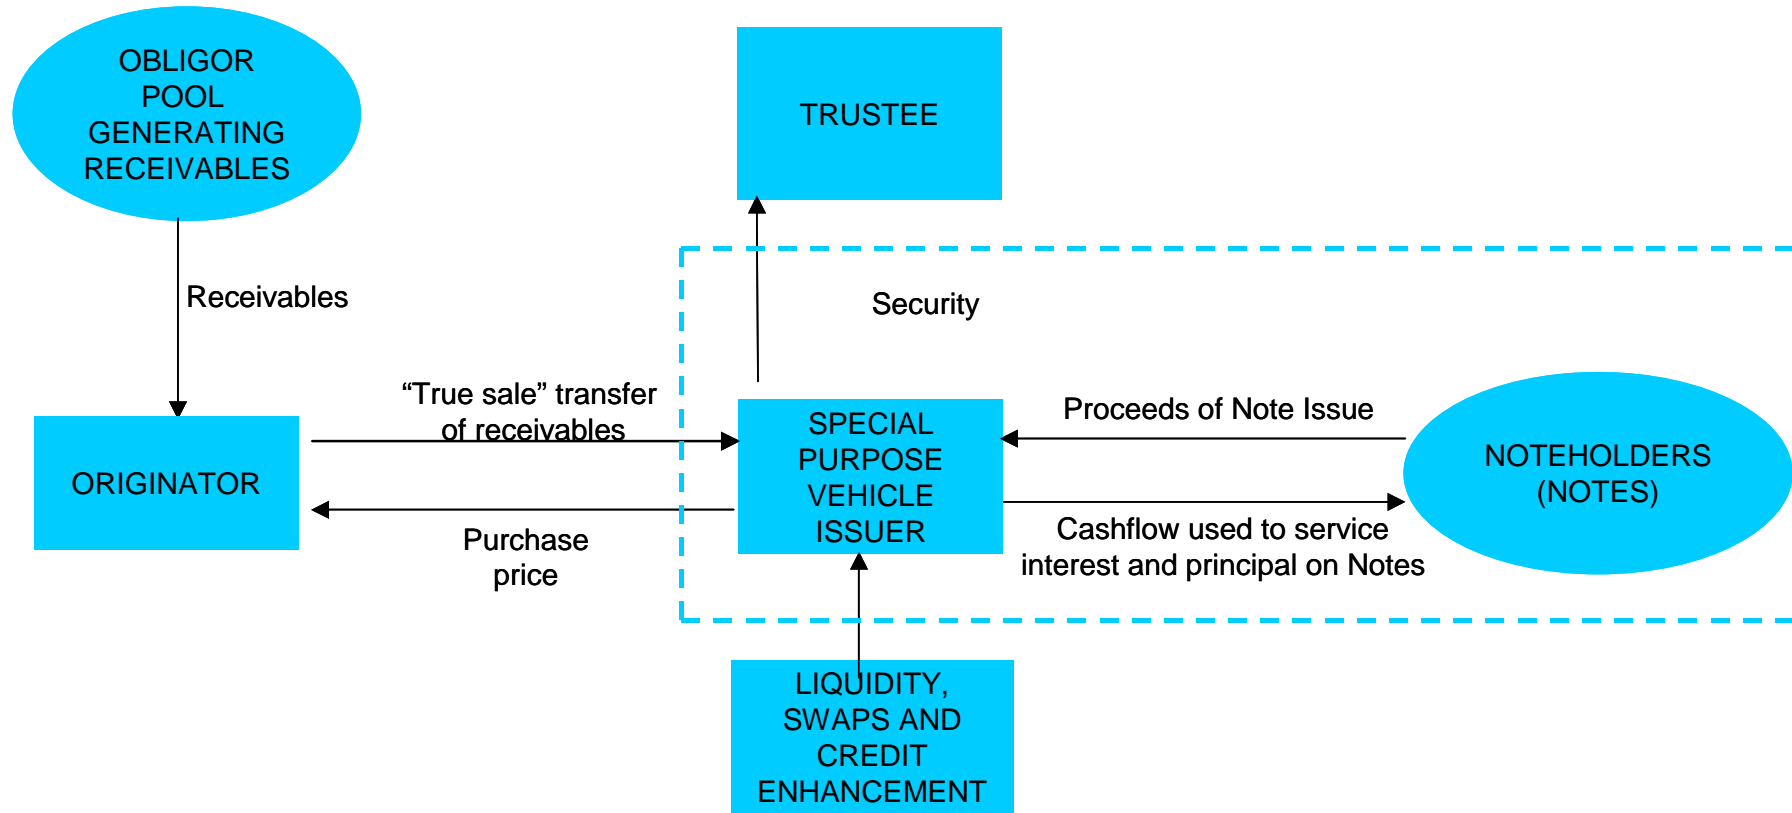 OBLIGOR
POOL
GENERATING
RECEIVABLES
TRUSTEE
Receivables
Security
“True sale” transfer
of receivables
Proceeds of Note Issue
ORIGINATOR
SPECIAL
PURPOSE
VEHICLE
ISSUER
NOTEHOLDERS
(NOTES)
Purchase
price
Cashflow used to service
interest and principal on Notes
LIQUIDITY,
SWAPS AND
CREDIT
ENHANCEMENT